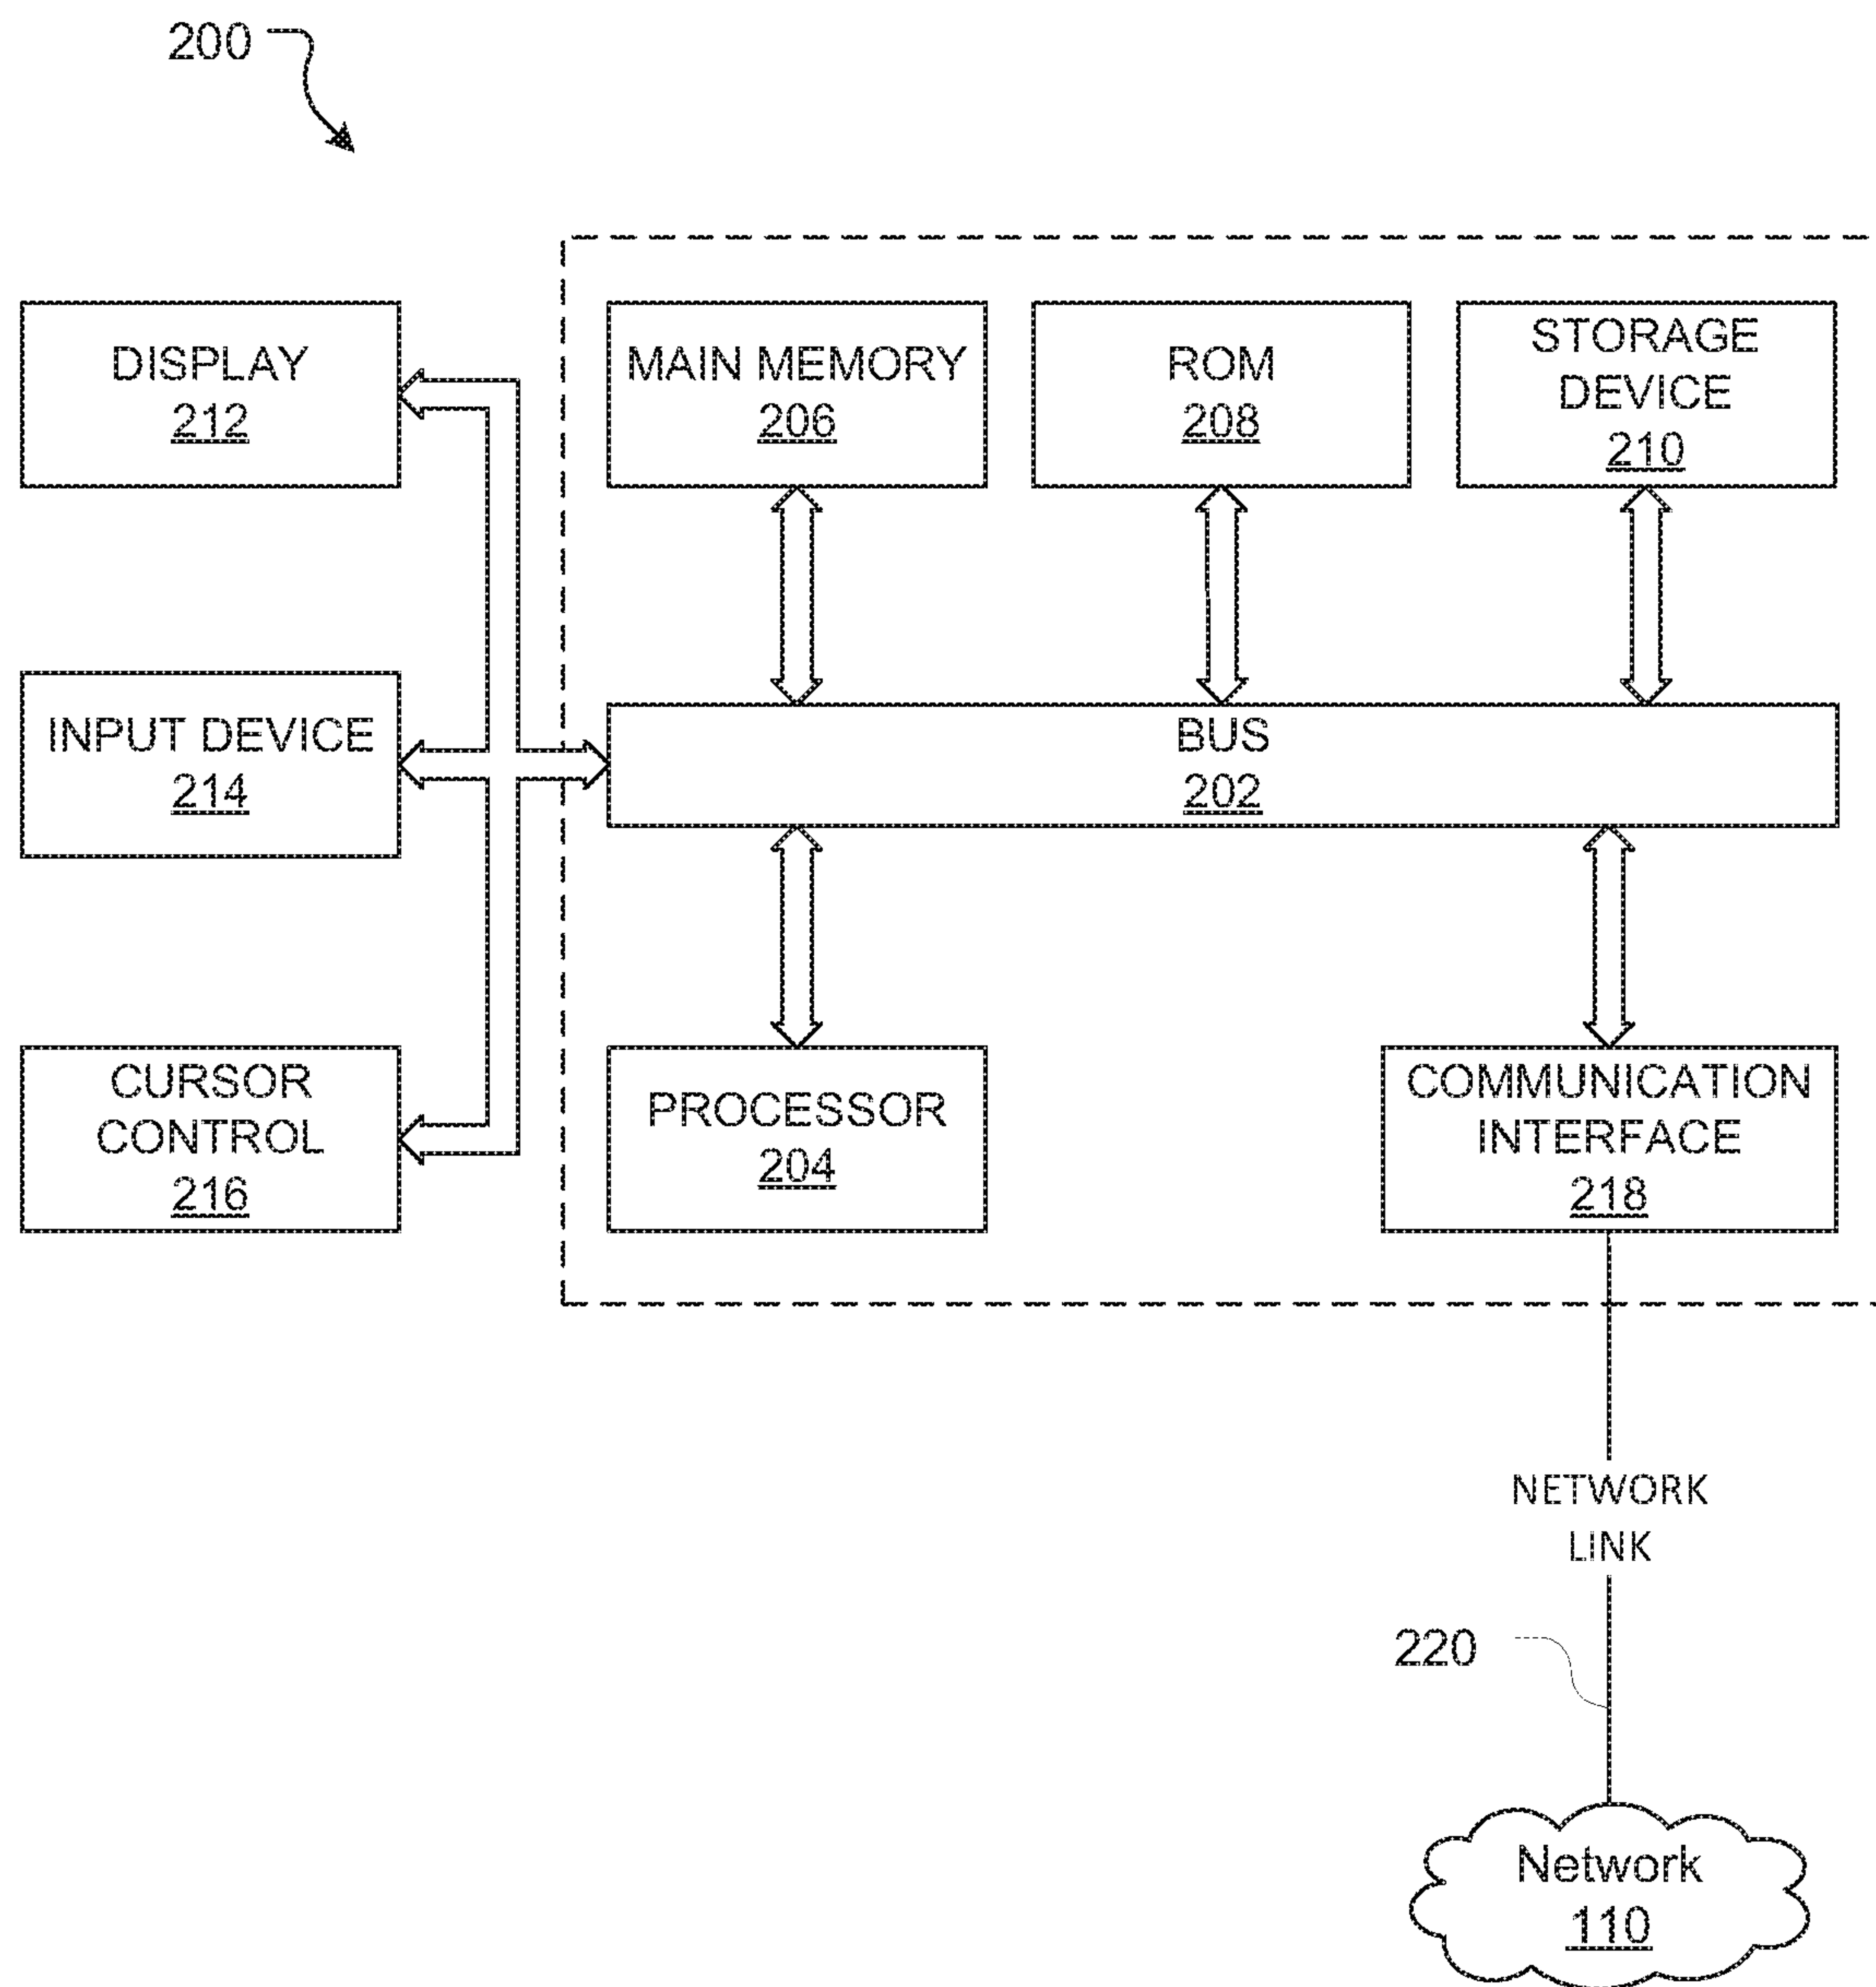 200
DISPLAY
212
MAIN MEMORY
206
ROM
208
STORAGE
DEVICE
210
INPUT DEVICE
214
BUS
202
CURSOR
CONTROL
216
PROCESSOR
204
COMMUNICATION
INTERFACE
218
NETWORK
LINK
220
Network
110